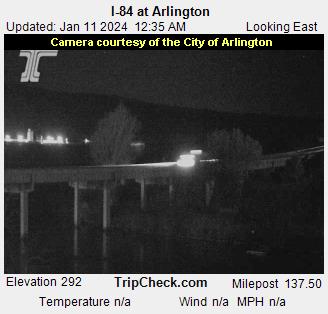 I-84 at Arlington
Updated: Jan 11 2024 12:35 AM Looking East
Camera courtesy of the City of Arlington
Elevation 292 TripCheck.com Milepost 137.50
Temperature n/a Wind n/a MPH n/a